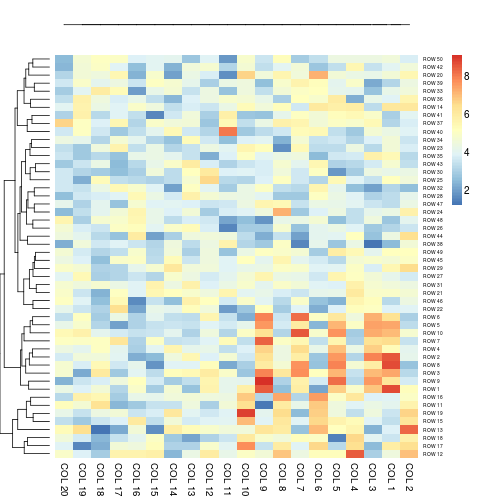 ROW 50
ROW 42
ROW 20
ROW 39
ROW 33
ROW 36
ROW 14
ROW 41
ROW 37
ROW 40
ROW 34
ROW 23
ROW 35
ROW 43
ROW 30
ROW 25
ROW 32
ROW 28
ROW 47
ROW 24
ROW 48
ROW 26
ROW 44
ROW 38
ROW 49
ROW 45
ROW 29
ROW 27
ROW 31
ROW 21
ROW 46
ROW 22
ROW 6
ROW 5
ROW 10
ROW 7
ROW 4
ROW 2
ROW 8
ROW 3
ROW 9
ROW 1
ROW 16
ROW 11
ROW 19
ROW 15
ROW 13
ROW 18
ROW 17
ROW 12
8
6
4
2
COL 20
COL 19
COL 18
COL 17
COL 16
COL 15
COL 14
COL 13
COL 12
COL 11
COL 10
COL 9
COL 8
COL 7
COL 6
COL 5
COL 4
COL 3
COL 1
COL 2